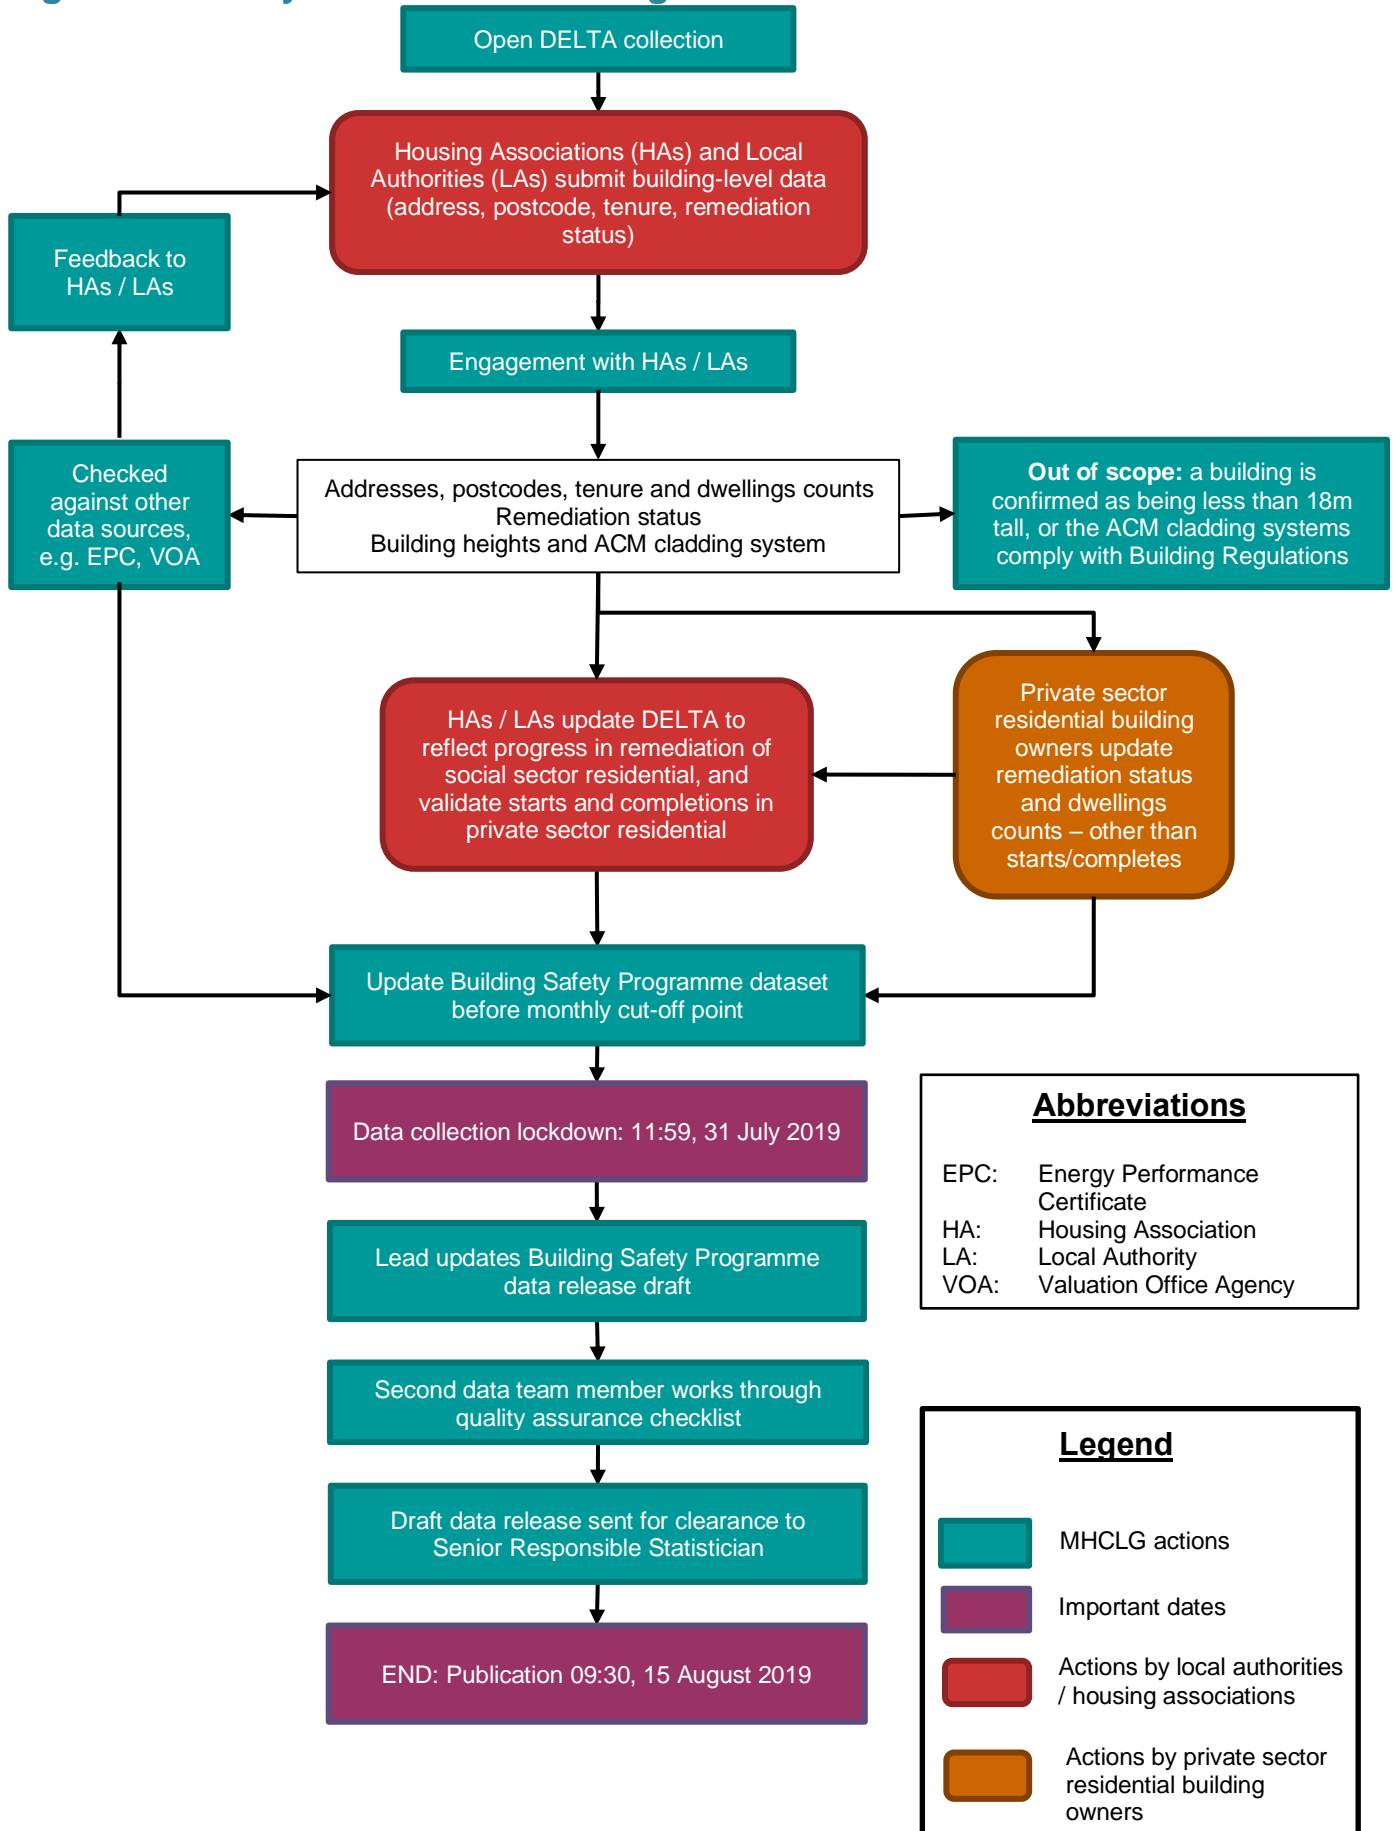 Open DELTA collection
Housing Associations (HAs) and Local
Authorities (LAs) submit building-level data
(address, postcode, tenure, remediation
status)
Feedback to
HAs / LAs
Engagement with HAs / LAs
Checked
against other
data sources,
e.g. EPC, VOA
Addresses, postcodes, tenure and dwellings counts
Remediation status
Building heights and ACM cladding system
Out of scope: a building is
confirmed as being less than 18m
tall, or the ACM cladding systems
comply with Building Regulations
HAs / LAs update DELTA to
reflect progress in remediation of
social sector residential, and
validate starts and completions in
private sector residential
Private sector
residential building
owners update
remediation status
and dwellings
counts – other than
starts/completes
Update Building Safety Programme dataset
before monthly cut-off point
Data collection lockdown: 11:59, 31 July 2019
Lead updates Building Safety Programme
data release draft
Second data team member works through
quality assurance checklist
Draft data release sent for clearance to
Senior Responsible Statistician
END: Publication 09:30, 15 August 2019
Abbreviations
EPC: Energy Performance
Certificate
HA: Housing Association
LA: Local Authority
VOA: Valuation Office Agency
Legend
MHCLG actions
Important dates
Actions by local authorities
/ housing associations
Actions by private sector
residential building
owners